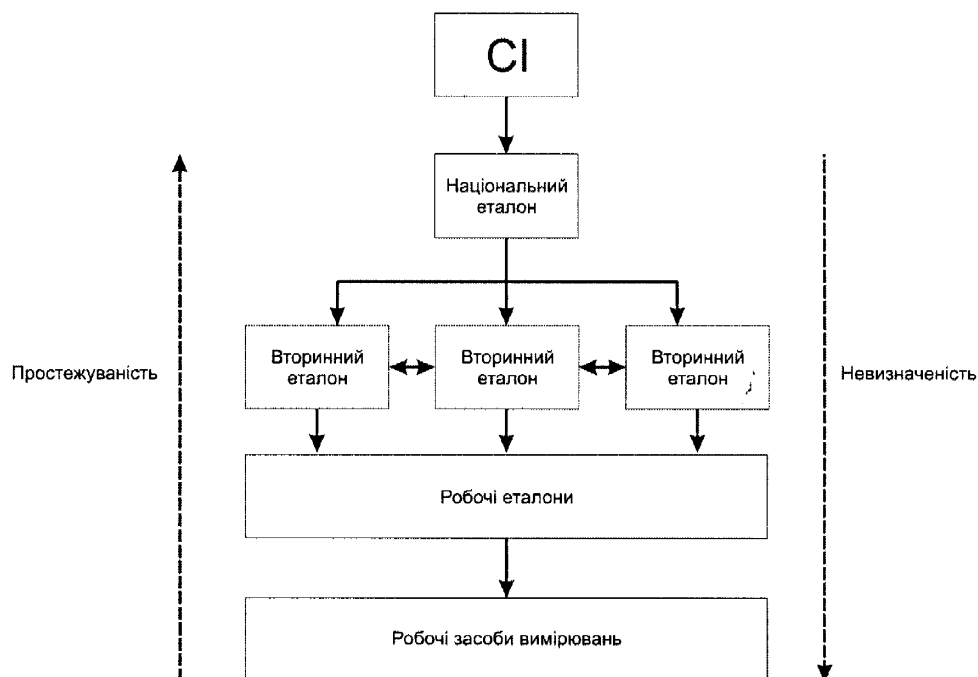 СІ
Національний
еталон
Вторинний
еталон
Вторинний
еталон
Вторинний
еталон
Простежуваність
Невизначеність
Робочі еталони
Робочі засоби вимірювань